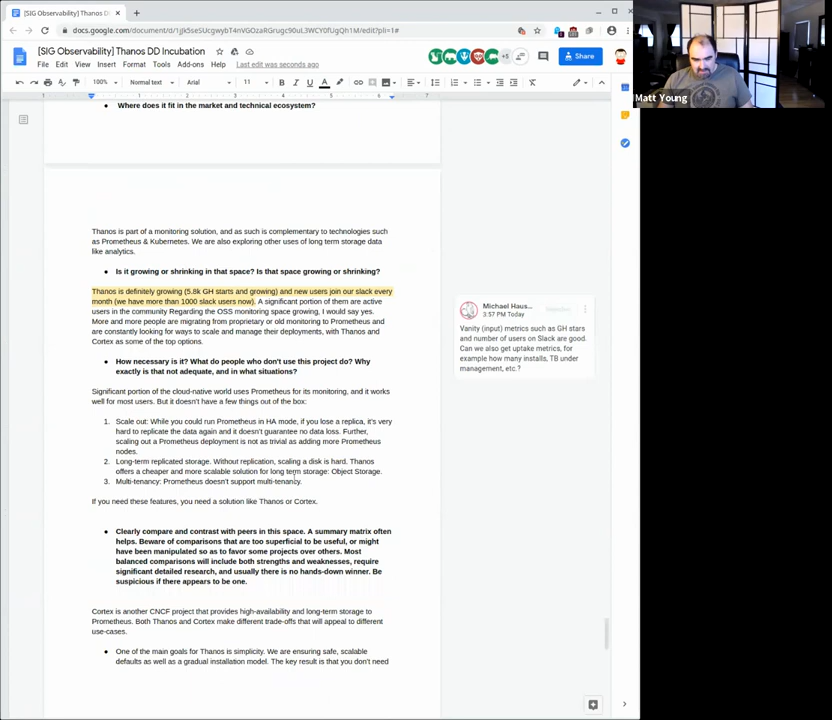 [SIG Observability] Thanos DD Incubation
docs.google.com/document/d/1jk5seSUcgwybT4nVGOzaRGrugc90uL3WCY0fUgQh1M/edit?pli=1#
[SIG Observability] Thanos DD Incubation
File Edit View Insert Format Tools Add-ons Help Last edit was seconds ago
+5
Share
100% Normal text Arial 11
Matt Young
Where does it fit in the market and technical ecosystem?
Thanos is part of a monitoring solution, and as such is complementary to technologies such
as Prometheus & Kubernetes. We are also exploring other uses of long term storage data
like analytics.
Is it growing or shrinking in that space? Is that space growing or shrinking?
Thanos is definitely growing (5.8k GH starts and growing) and new users join our slack every
month (we have more than 1000 slack users now). A significant portion of them are active
users in the community Regarding the OSS monitoring space growing, I would say yes.
More and more people are migrating from proprietary or old monitoring to Prometheus and
are constantly looking for ways to scale and manage their deployments, with Thanos and
Cortex as some of the top options.
Michael Haus...
3:57 PM Today
Vanity (input) metrics such as GH stars
and number of users on Slack are good.
Can we also get uptake metrics, for
example how many installs, TB under
management, etc.?
How necessary is it? What do people who don't use this project do? Why
exactly is that not adequate, and in what situations?
Significant portion of the cloud-native world uses Prometheus for its monitoring, and it works
well for most users. But it doesn't have a few things out of the box:
1. Scale out: While you could run Prometheus in HA mode, if you lose a replica, it's very
hard to replicate the data again and it doesn't guarantee no data loss. Further,
scaling out a Prometheus deployment is not as trivial as adding more Prometheus
nodes.
2. Long-term replicated storage. Without replication, scaling a disk is hard. Thanos
offers a cheaper and more scalable solution for long term storage: Object Storage.
3. Multi-tenancy: Prometheus doesn't support multi-tenancy.
If you need these features, you need a solution like Thanos or Cortex.
Clearly compare and contrast with peers in this space. A summary matrix often
helps. Beware of comparisons that are too superficial to be useful, or might
have been manipulated so as to favor some projects over others. Most
balanced comparisons will include both strengths and weaknesses, require
significant detailed research, and usually there is no hands-down winner. Be
suspicious if there appears to be one.
Cortex is another CNCF project that provides high-availability and long-term storage to
Prometheus. Both Thanos and Cortex make different trade-offs that will appeal to different
use-cases.
One of the main goals for Thanos is simplicity. We are ensuring safe, scalable
defaults as well as a gradual installation model. The key result is that you don't need